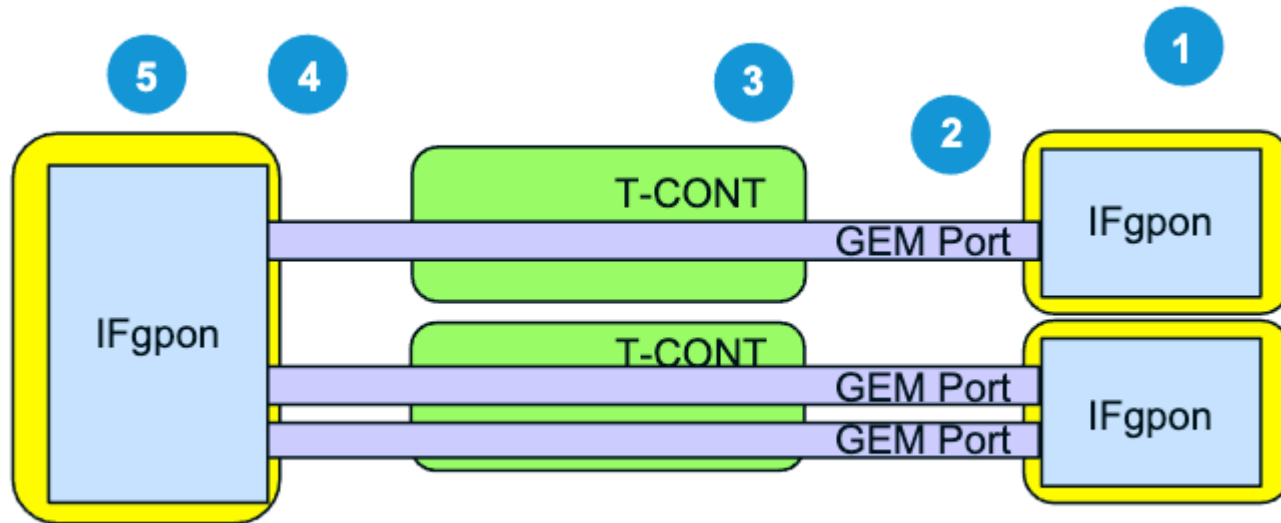 1
5
4
3
2
T-CONT
GEM Port
IFgpon
IFgpon
T-CONT
GEM Port
IFgpon
GEM Port